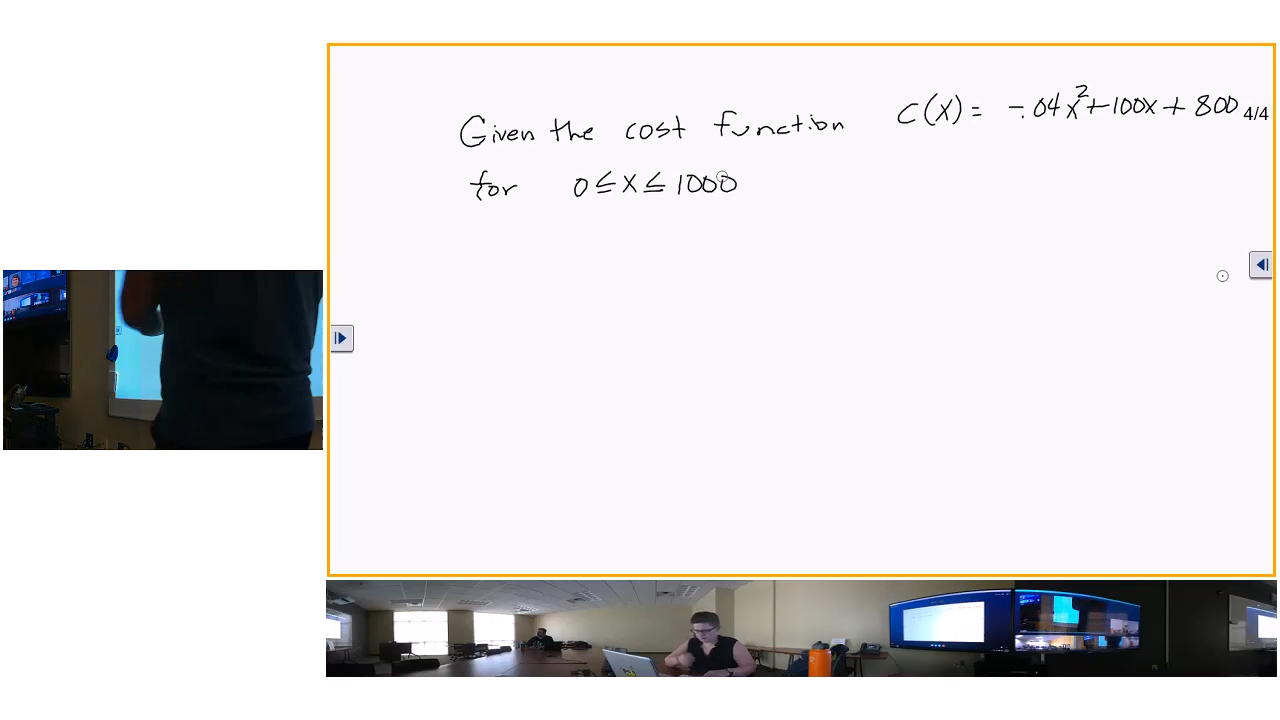 Given the cost function C(X) = -.04x²+100x + 800
4/4
for 0 ≤ X ≤ 1000